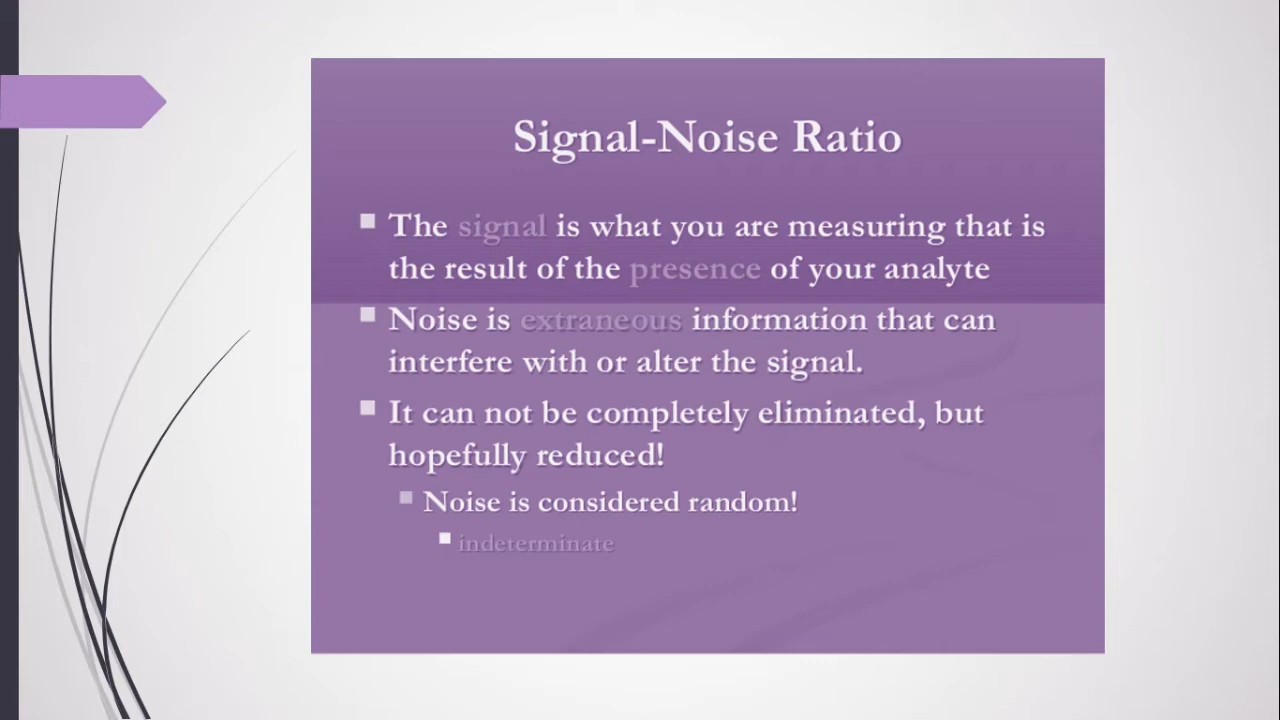 Signal-Noise Ratio
The signal is what you are measuring that is
the result of the presence of your analyte
Noise is extraneous information that can
interfere with or alter the signal.
It can not be completely eliminated, but
hopefully reduced!
Noise is considered random!
indeterminate